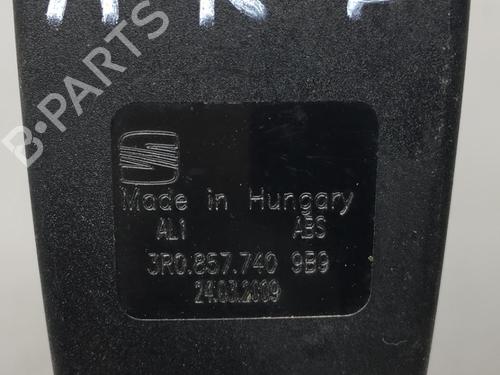 B-PARTS
Made in Hungary
AL1 ABS
3R0.857.740 9B9
24.03.2009